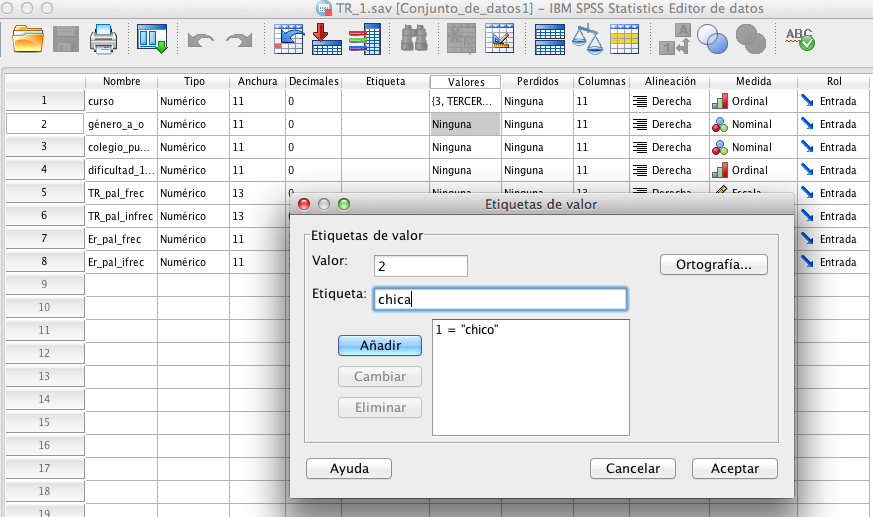 TR_1.sav [Conjunto_de_datos1] – IBM SPSS Statistics Editor de datos
ABC
Nombre Tipo Anchura Decimales Etiqueta Valores Perdidos Columnas Alineación Medida Rol
1 curso Numérico 11 0 {3, TERCER... Ninguna 11 Derecha Ordinal Entrada
2 género_a_o Numérico 11 0 Ninguna Ninguna 11 Derecha Nominal Entrada
3 colegio_pu... Numérico 11 0 Ninguna Ninguna 11 Derecha Nominal Entrada
4 dificultad_1... Numérico 11 0 Ninguna Ninguna 11 Derecha Ordinal Entrada
5 TR_pal_frec Numérico 13 0 Ninguna Ninguna 13 Derecha Escala Entrada
6 TR_pal_infrec Numérico 13 Entrada
7 Er_pal_frec Numérico 11 Entrada
8 Er_pal_ifrec Numérico 11 Entrada
9
10
11
12
13
14
15
16
17
18
19
Etiquetas de valor
Etiquetas de valor
Valor: 2 Ortografía...
Etiqueta: chica
Añadir 1 = "chico"
Cambiar
Eliminar
Ayuda Cancelar Aceptar